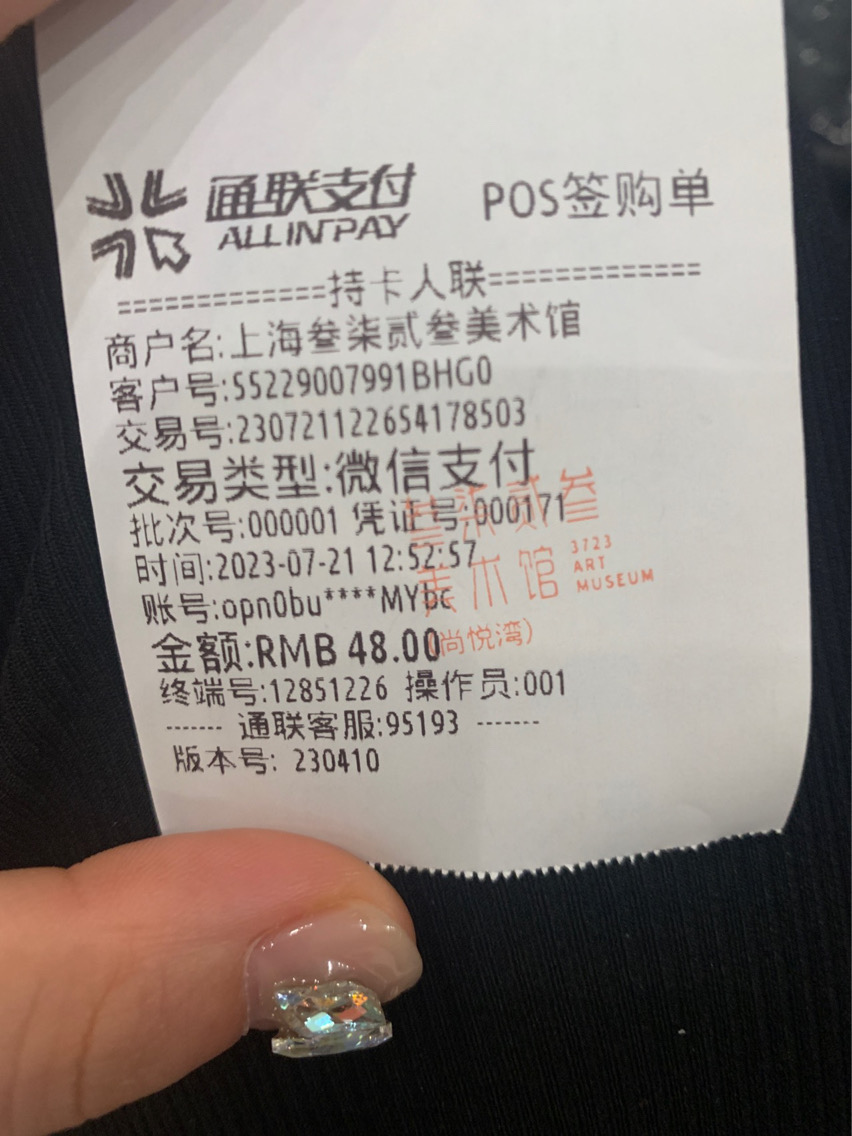 通联支付 POS签购单
ALLINPAY
=============持卡人联=============
商户名:上海叁柒贰叁美术馆
客户号:55229007991BHG0
交易号:230721122654178503
交易类型:微信支付
批次号:000001 凭证号:000171
时间:2023-07-21 12:52:57
账号:opn0bu****MYbc
金额:RMB 48.00
终端号:12851226 操作员:001
------- 通联客服:95193 -------
版本号: 230410
叁柒贰叁
美术馆
3723
ART
MUSEUM
(尚悦湾)